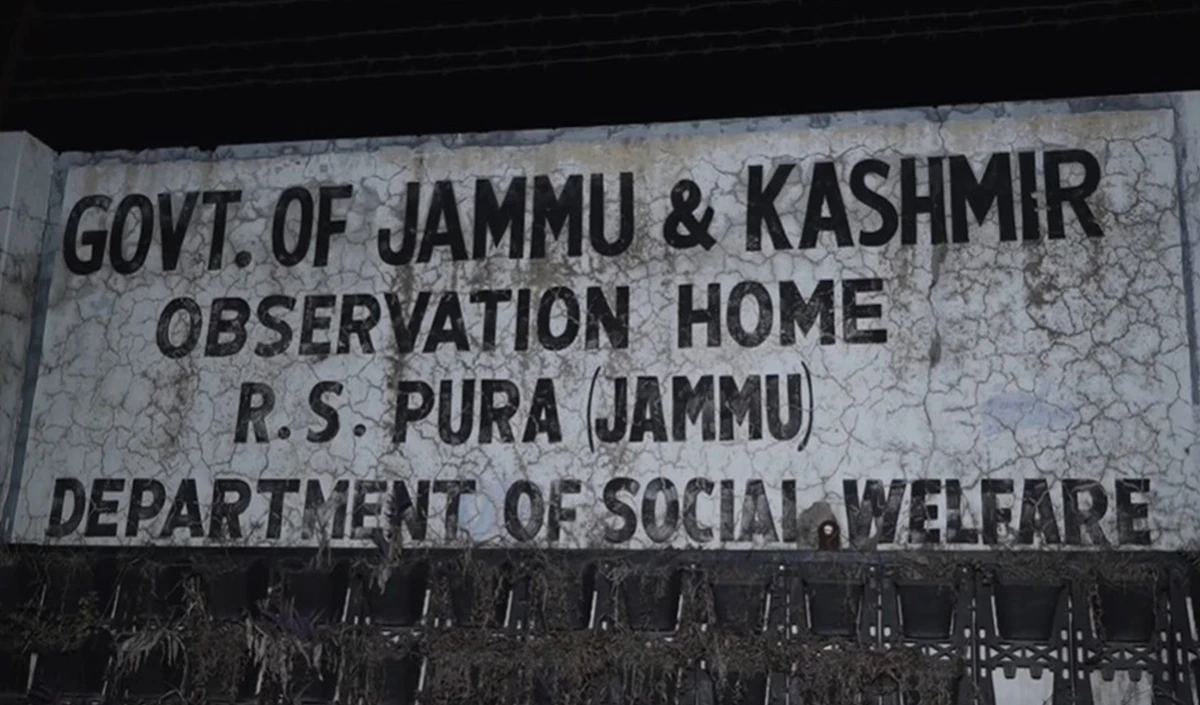 GOVT. OF JAMMU & KASHMIR
OBSERVATION HOME
R. S. PURA (JAMMU)
DEPARTMENT OF SOCIAL WELFARE